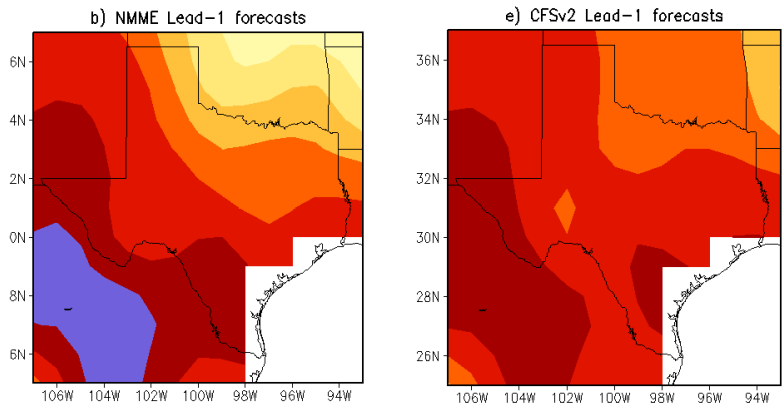 b) NMME Lead-1 forecasts
6N
4N
2N
0N
8N
6N
106W 104W 102W 100W 98W 96W 94W
e) CFSv2 Lead-1 forecasts
36N
34N
32N
30N
28N
26N
106W 104W 102W 100W 98W 96W 94W